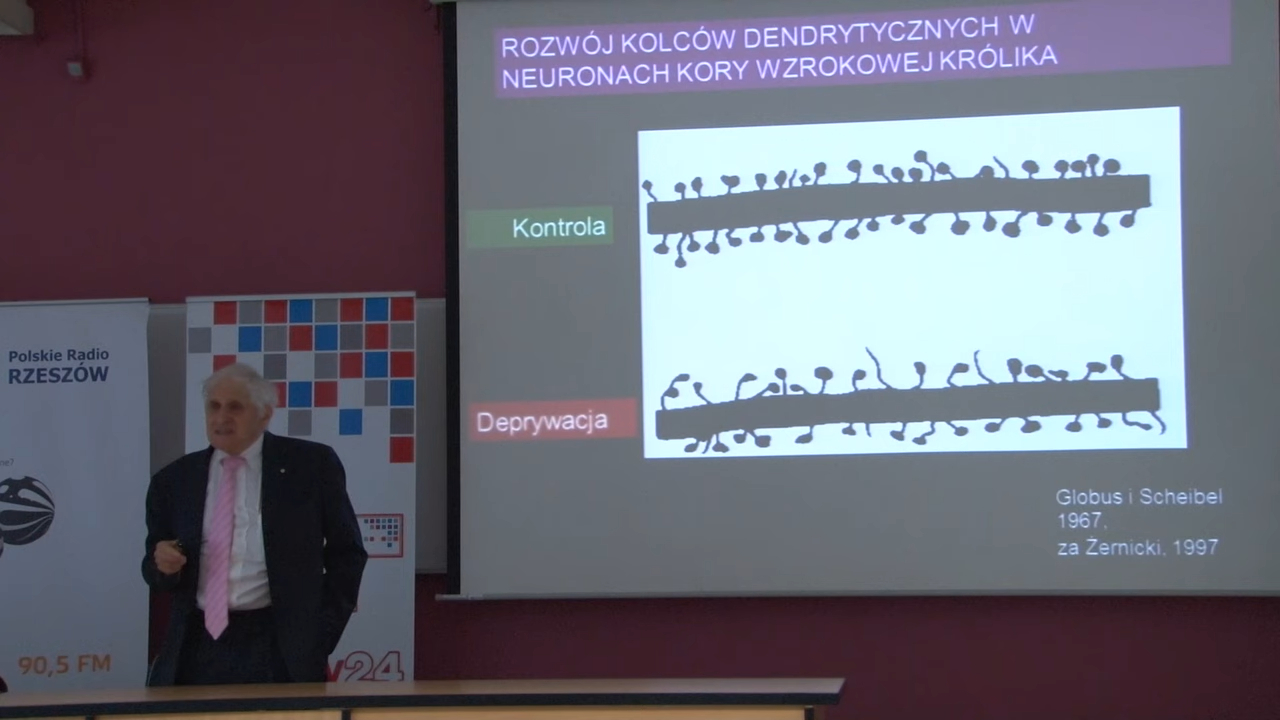 ROZWÓJ KOLCÓW DENDRYTYCZNYCH W
NEURONACH KORY WZROKOWEJ KRÓLIKA
Kontrola
Deprywacja
Globus i Scheibel
1967,
za Żernicki, 1997
Polskie Radio
RZESZÓW
90,5 FM
24